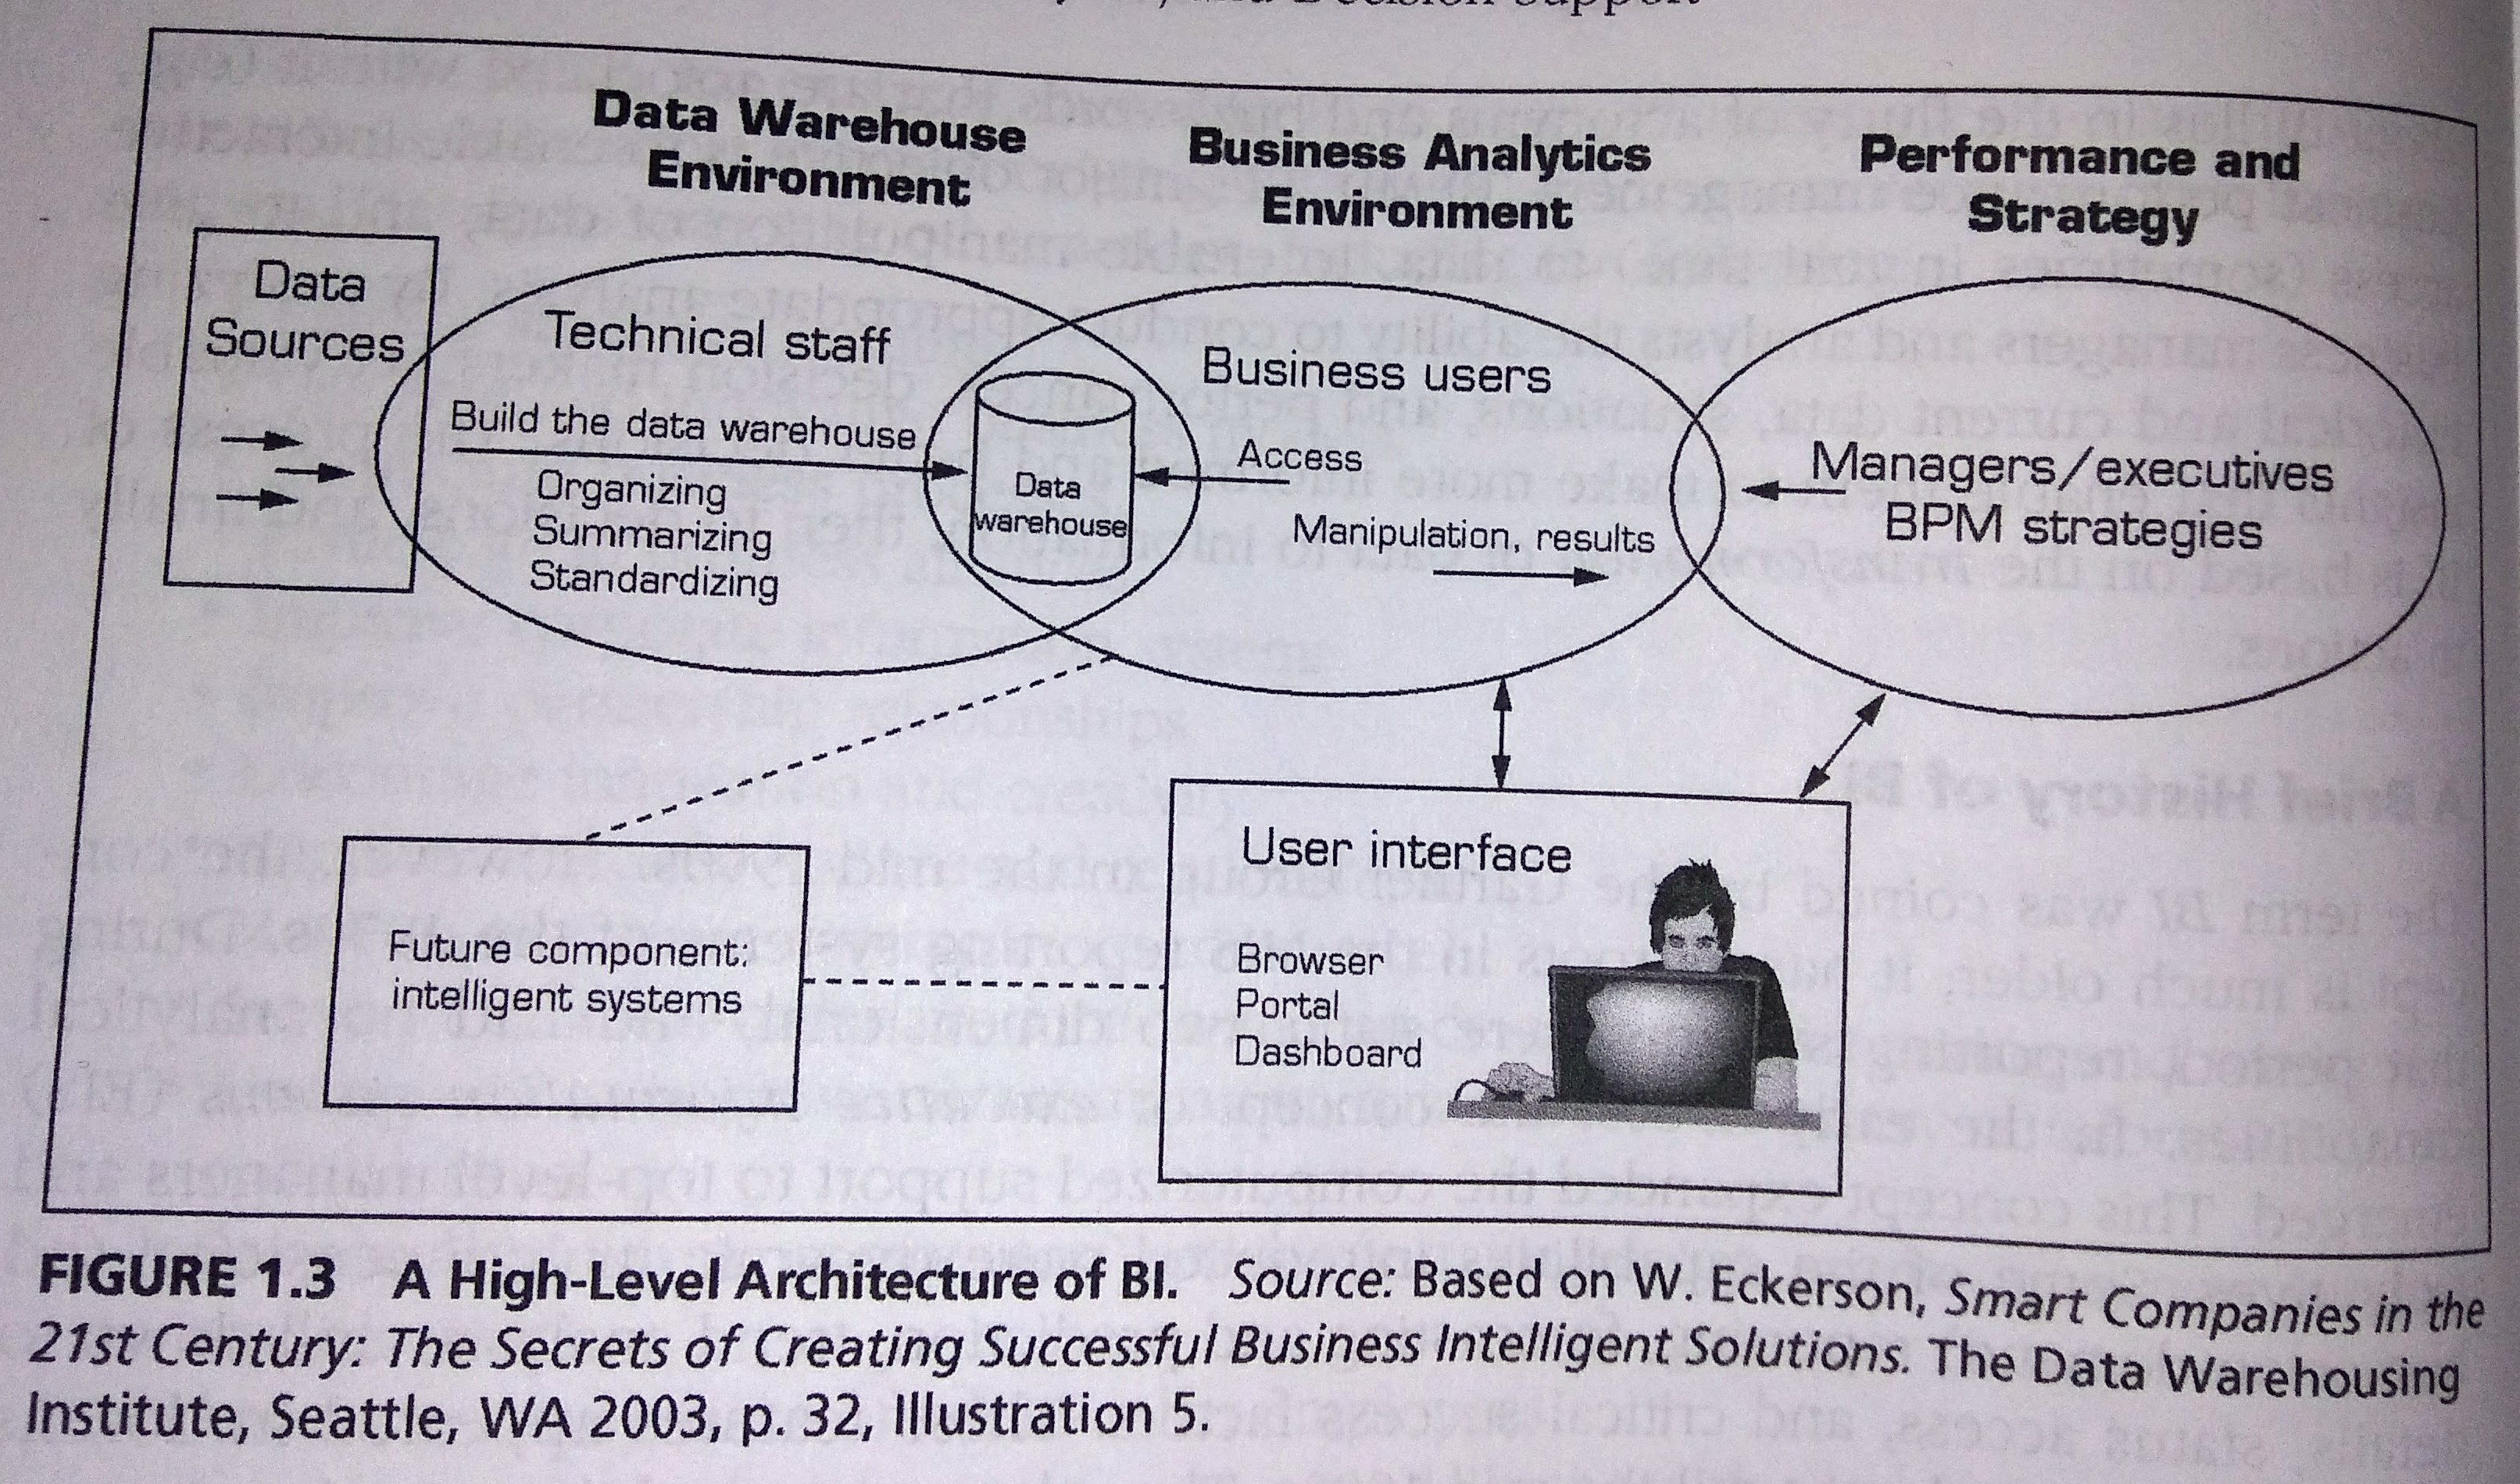 and Decision Support
Data Warehouse
Environment
Business Analytics
Environment
Performance and
Strategy
Data
Sources
Technical staff
Build the data warehouse
Organizing
Summarizing
Standardizing
Data
warehouse
Business users
Access
Manipulation, results
Managers/executives
BPM strategies
Future component:
intelligent systems
User interface
Browser
Portal
Dashboard
FIGURE 1.3 A High-Level Architecture of BI. Source: Based on W. Eckerson, Smart Companies in the
21st Century: The Secrets of Creating Successful Business Intelligent Solutions. The Data Warehousing
Institute, Seattle, WA 2003, p. 32, Illustration 5.